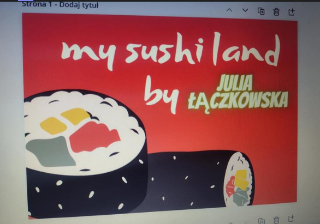 Strona 1 - Dodaj tytuł
my sushi land
by JULIA
ŁĄCZKOWSKA